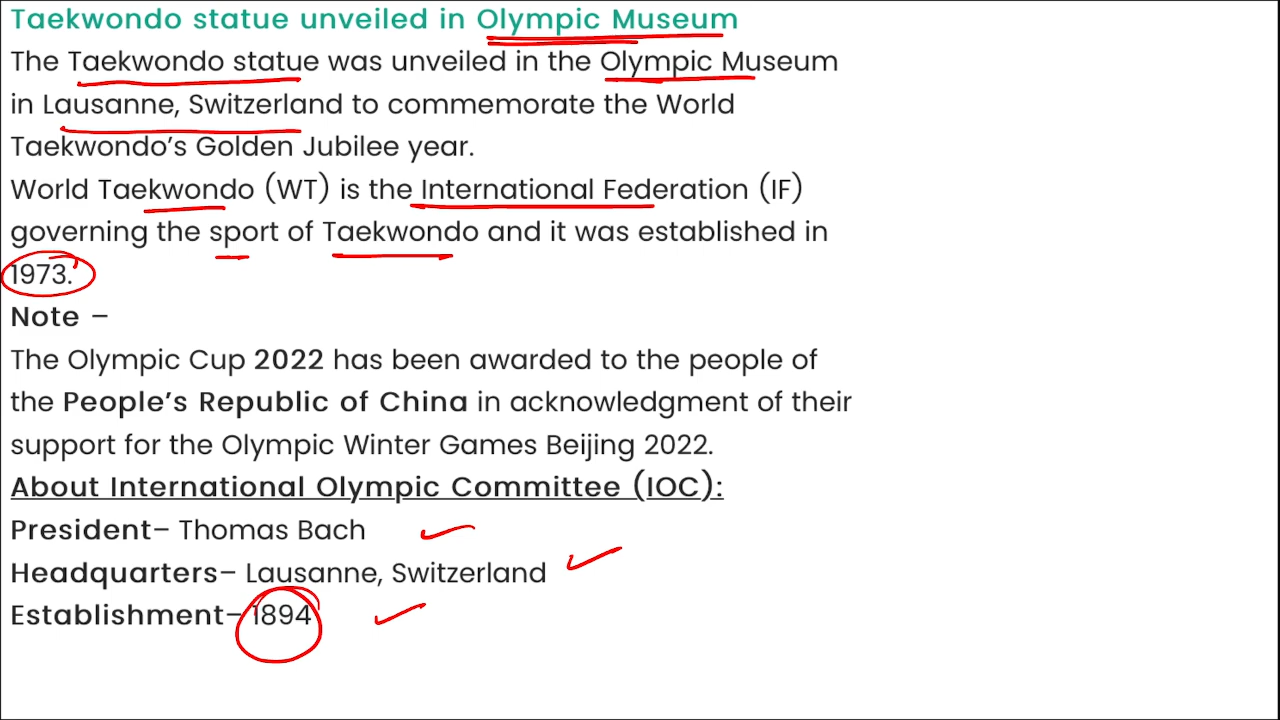 Taekwondo statue unveiled in Olympic Museum
The Taekwondo statue was unveiled in the Olympic Museum
in Lausanne, Switzerland to commemorate the World
Taekwondo’s Golden Jubilee year.
World Taekwondo (WT) is the International Federation (IF)
governing the sport of Taekwondo and it was established in
1973.
Note –
The Olympic Cup 2022 has been awarded to the people of
the People’s Republic of China in acknowledgment of their
support for the Olympic Winter Games Beijing 2022.
About International Olympic Committee (IOC):
President– Thomas Bach
Headquarters– Lausanne, Switzerland
Establishment– 1894